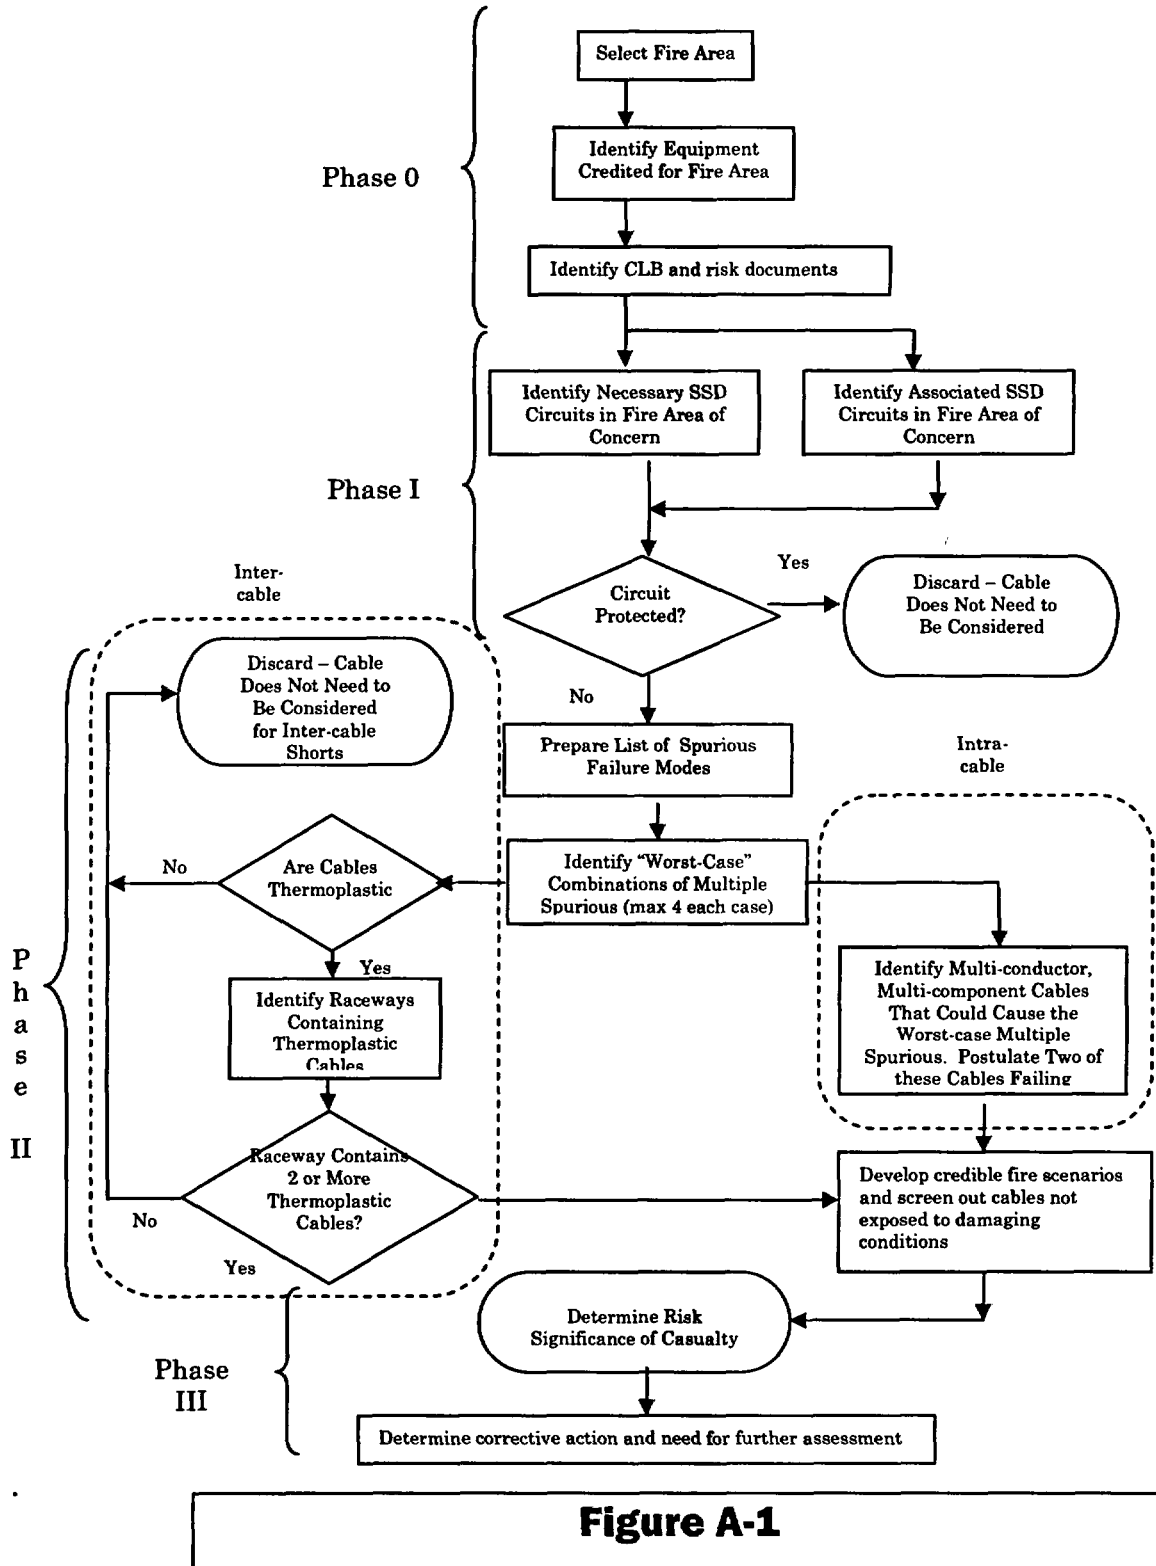 Select Fire Area
Identify Equipment
Credited for Fire Area
Phase 0
Identify CLB and risk documents
Identify Necessary SSD
Circuits in Fire Area of
Concern
Identify Associated SSD
Circuits in Fire Area of
Concern
Phase I
Inter-
cable
Circuit
Protected?
Yes
Discard – Cable
Does Not Need to
Be Considered
No
Discard – Cable
Does Not Need to
Be Considered
for Inter-cable
Shorts
Prepare List of Spurious
Failure Modes
Intra-
cable
Identify "Worst-Case"
Combinations of Multiple
Spurious (max 4 each case)
Are Cables
Thermoplastic
No
Yes
Identify Raceways
Containing
Thermoplastic
Cables
Identify Multi-conductor,
Multi-component Cables
That Could Cause the
Worst-case Multiple
Spurious. Postulate Two of
these Cables Failing
Phase
II
Raceway Contains
2 or More
Thermoplastic
Cables?
No
Yes
Develop credible fire scenarios
and screen out cables not
exposed to damaging
conditions
Determine Risk
Significance of Casualty
Phase
III
Determine corrective action and need for further assessment
Figure A-1